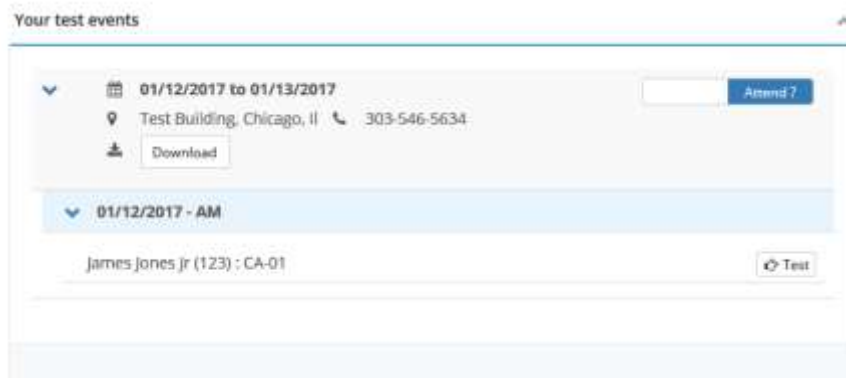 Your test events
01/12/2017 to 01/13/2017
Attend ?
Test Building, Chicago, Il 303-546-5634
Download
01/12/2017 - AM
James Jones Jr (123) : CA-01
Test